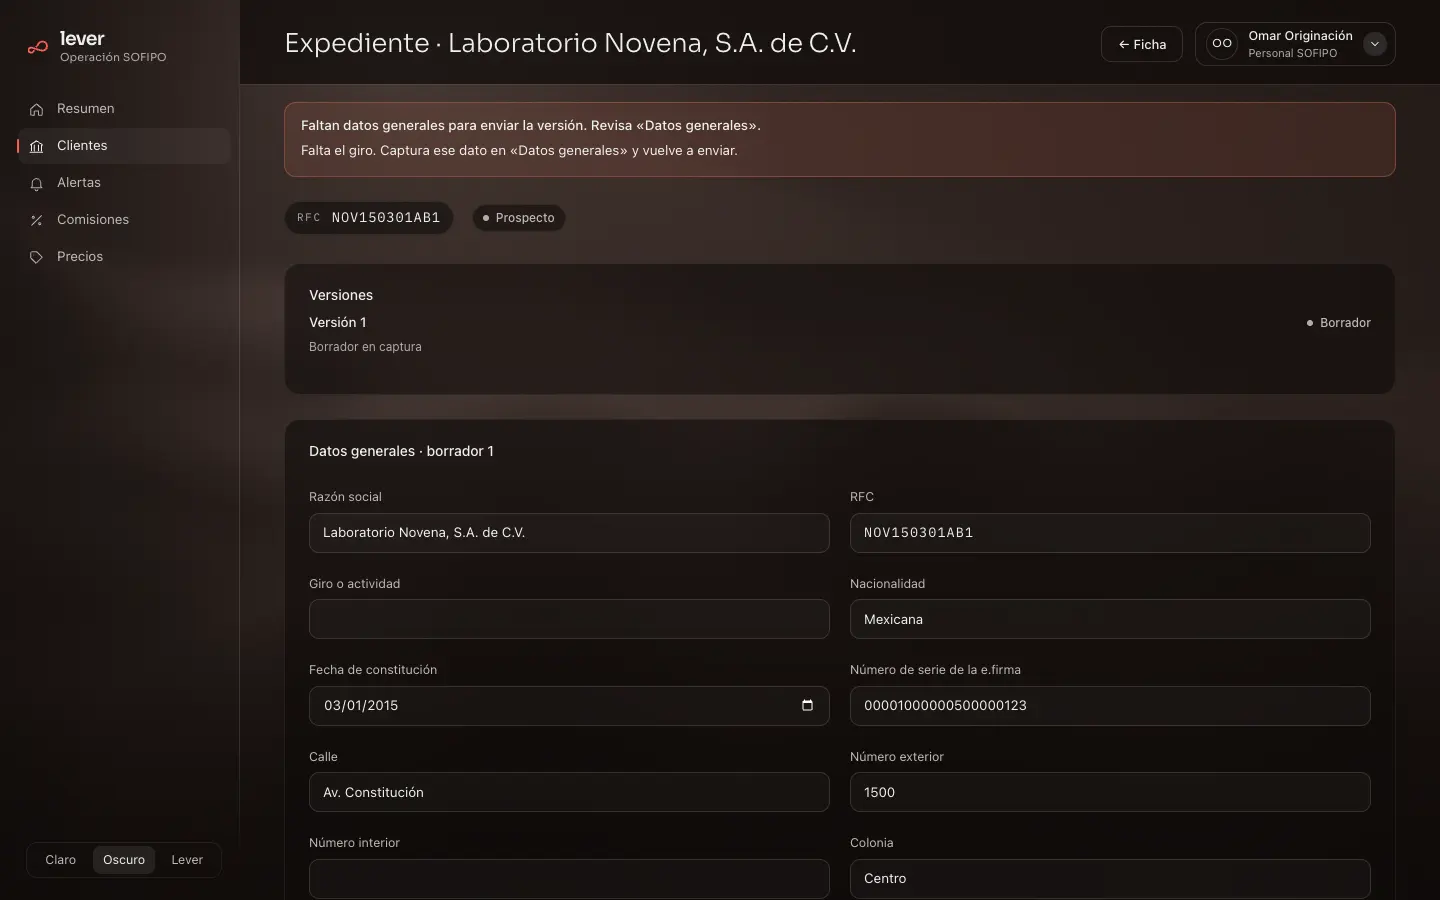 lever
Operación SOFIPO
Resumen
Clientes
Alertas
Comisiones
Precios
Claro
Oscuro
Lever
Expediente · Laboratorio Novena, S.A. de C.V.
← Ficha
OO
Omar Originación
Personal SOFIPO
Faltan datos generales para enviar la versión. Revisa «Datos generales».
Falta el giro. Captura ese dato en «Datos generales» y vuelve a enviar.
RFC NOV150301AB1
Prospecto
Versiones
Versión 1
Borrador
Borrador en captura
Datos generales · borrador 1
Razón social
Laboratorio Novena, S.A. de C.V.
RFC
NOV150301AB1
Giro o actividad
Nacionalidad
Mexicana
Fecha de constitución
03/01/2015
Número de serie de la e.firma
00001000000500000123
Calle
Av. Constitución
Número exterior
1500
Número interior
Colonia
Centro